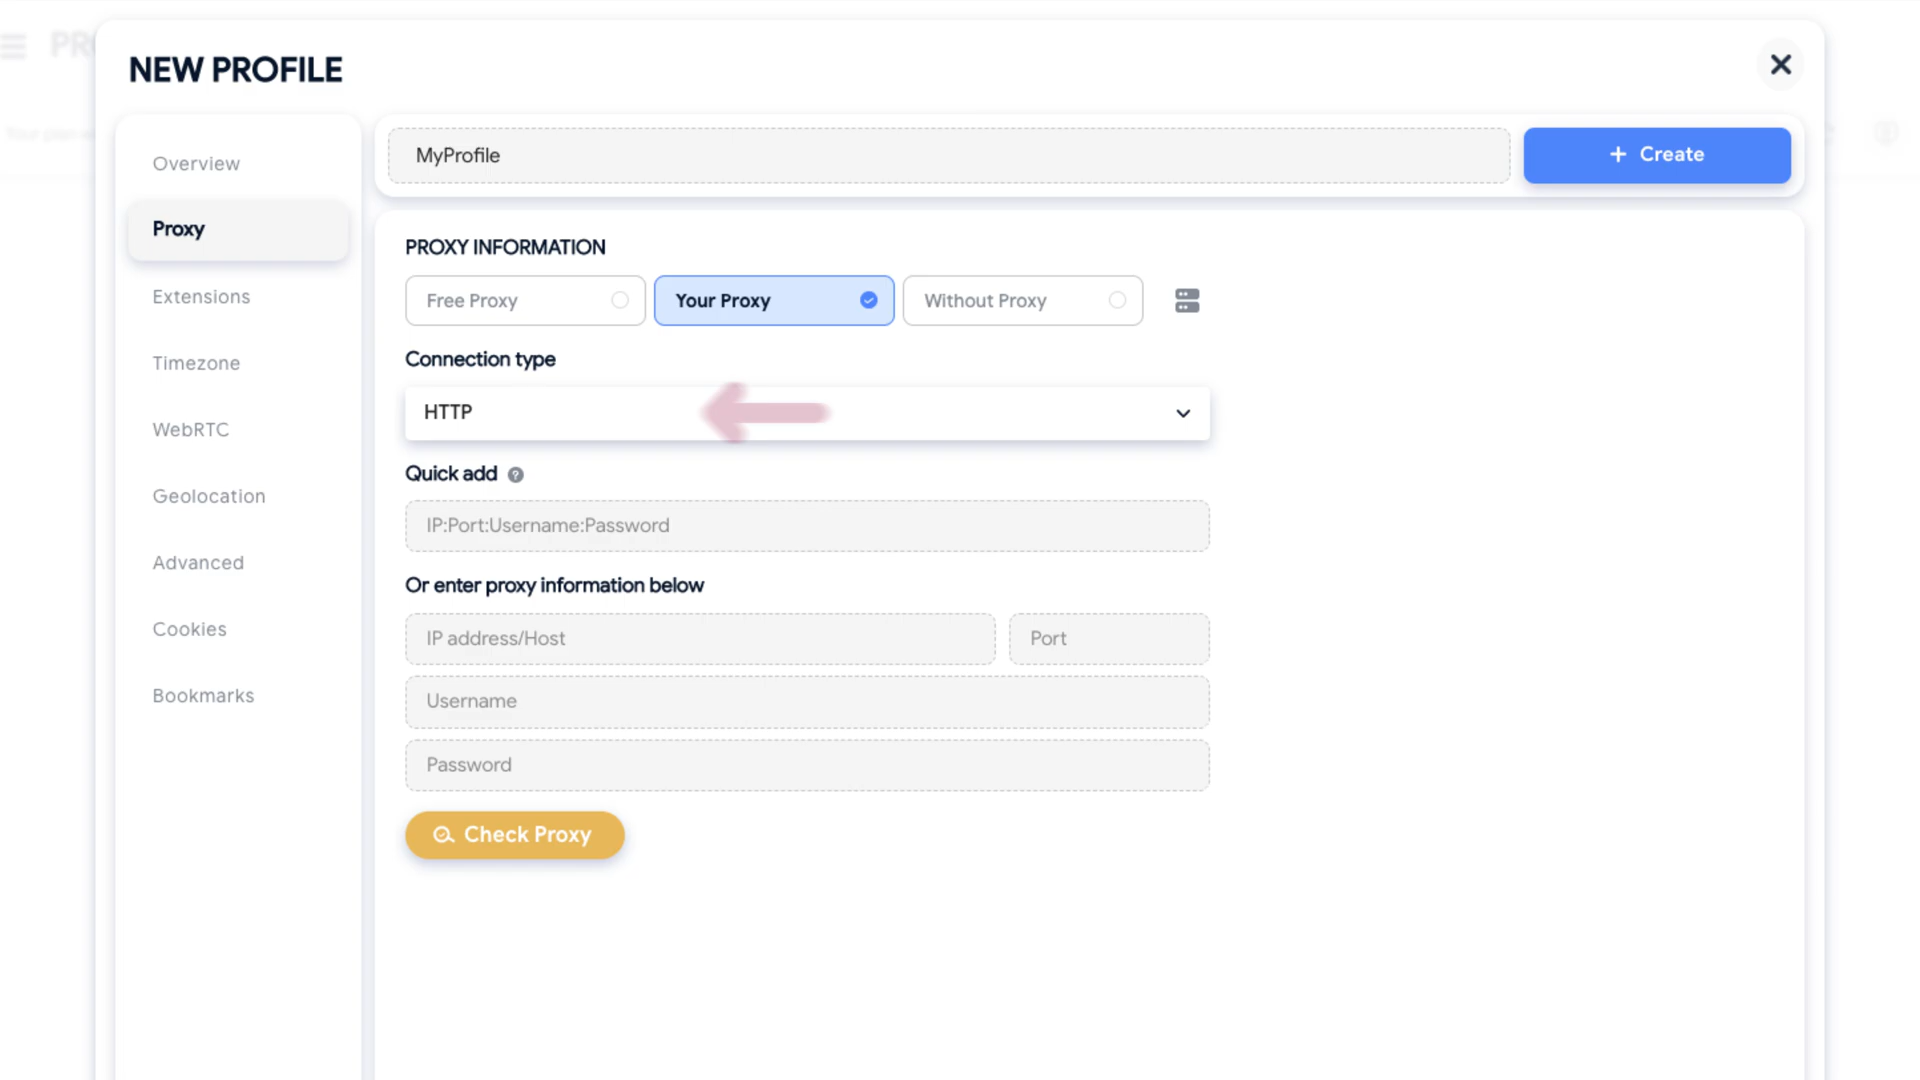 NEW PROFILE
Overview
Proxy
Extensions
Timezone
WebRTC
Geolocation
Advanced
Cookies
Bookmarks
MyProfile
+ Create
PROXY INFORMATION
Free Proxy
Your Proxy
Without Proxy
Connection type
HTTP
Quick add ?
IP:Port:Username:Password
Or enter proxy information below
IP address/Host
Port
Username
Password
Check Proxy